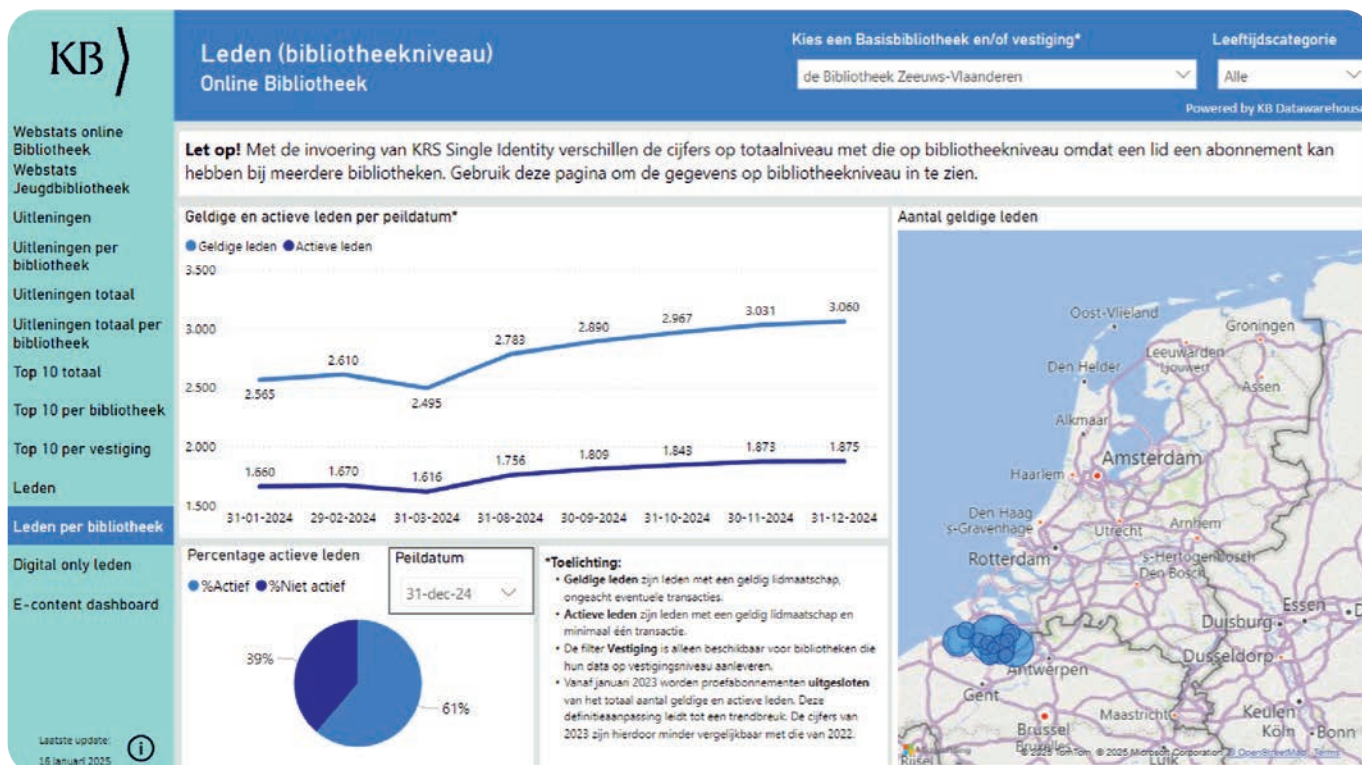 KB
Leden (bibliotheekniveau)
Online Bibliotheek
Kies een Basisbibliotheek en/of vestiging*
de Bibliotheek Zeeuws-Vlaanderen
Leeftijdscategorie
Alle
Powered by KB Datawarehouse
Webstats online
Bibliotheek
Webstats
Jeugdbibliotheek
Uitleningen
Uitleningen per
bibliotheek
Uitleningen totaal
Uitleningen totaal per
bibliotheek
Top 10 totaal
Top 10 per bibliotheek
Top 10 per vestiging
Leden
Leden per bibliotheek
Digital only leden
E-content dashboard
Laatste update:
16 januari 2025
Let op! Met de invoering van KRS Single Identity verschillen de cijfers op totaalniveau met die op bibliotheekniveau omdat een lid een abonnement kan
hebben bij meerdere bibliotheken. Gebruik deze pagina om de gegevens op bibliotheekniveau in te zien.
Geldige en actieve leden per peildatum*
Geldige leden Actieve leden
3.500
3.000
2.500
2.000
1.500
2.565 2.610 2.495 2.783 2.890 2.967 3.031 3.060
1.660 1.670 1.616 1.756 1.809 1.843 1.873 1.875
31-01-2024 29-02-2024 31-03-2024 31-08-2024 30-09-2024 31-10-2024 30-11-2024 31-12-2024
Percentage actieve leden
%Actief %Niet actief
39%
61%
Peildatum
31-dec-24
*Toelichting:
• Geldige leden zijn leden met een geldig lidmaatschap,
ongeacht eventuele transacties.
• Actieve leden zijn leden met een geldig lidmaatschap en
minimaal één transactie.
• De filter Vestiging is alleen beschikbaar voor bibliotheken die
hun data op vestigingsniveau aanleveren.
• Vanaf januari 2023 worden proefabonnementen uitgesloten
van het totaal aantal geldige en actieve leden. Deze
definitieaanpassing leidt tot een trendbreuk. De cijfers van
2023 zijn hierdoor minder vergelijkbaar met die van 2022.
Aantal geldige leden
Oost-Vlieland
Groningen
Leeuwarden
Ljouwert
Den Helder
Assen
Alkmaar
Amsterdam
Haarlem
Den Haag
's-Gravenhage
Utrecht
Arnhem
Rotterdam
's-Hertogenbosch
Den Bosch
Essen
Duisburg
Dusseldorp
Antwerpen
Gent
Maastricht
Keulen
Köln
Bonn
Brussel
Bruxelles
Rijsel
Luik
© 2025 TomTom, © 2025 Microsoft Corporation, © OpenStreetMap Terms